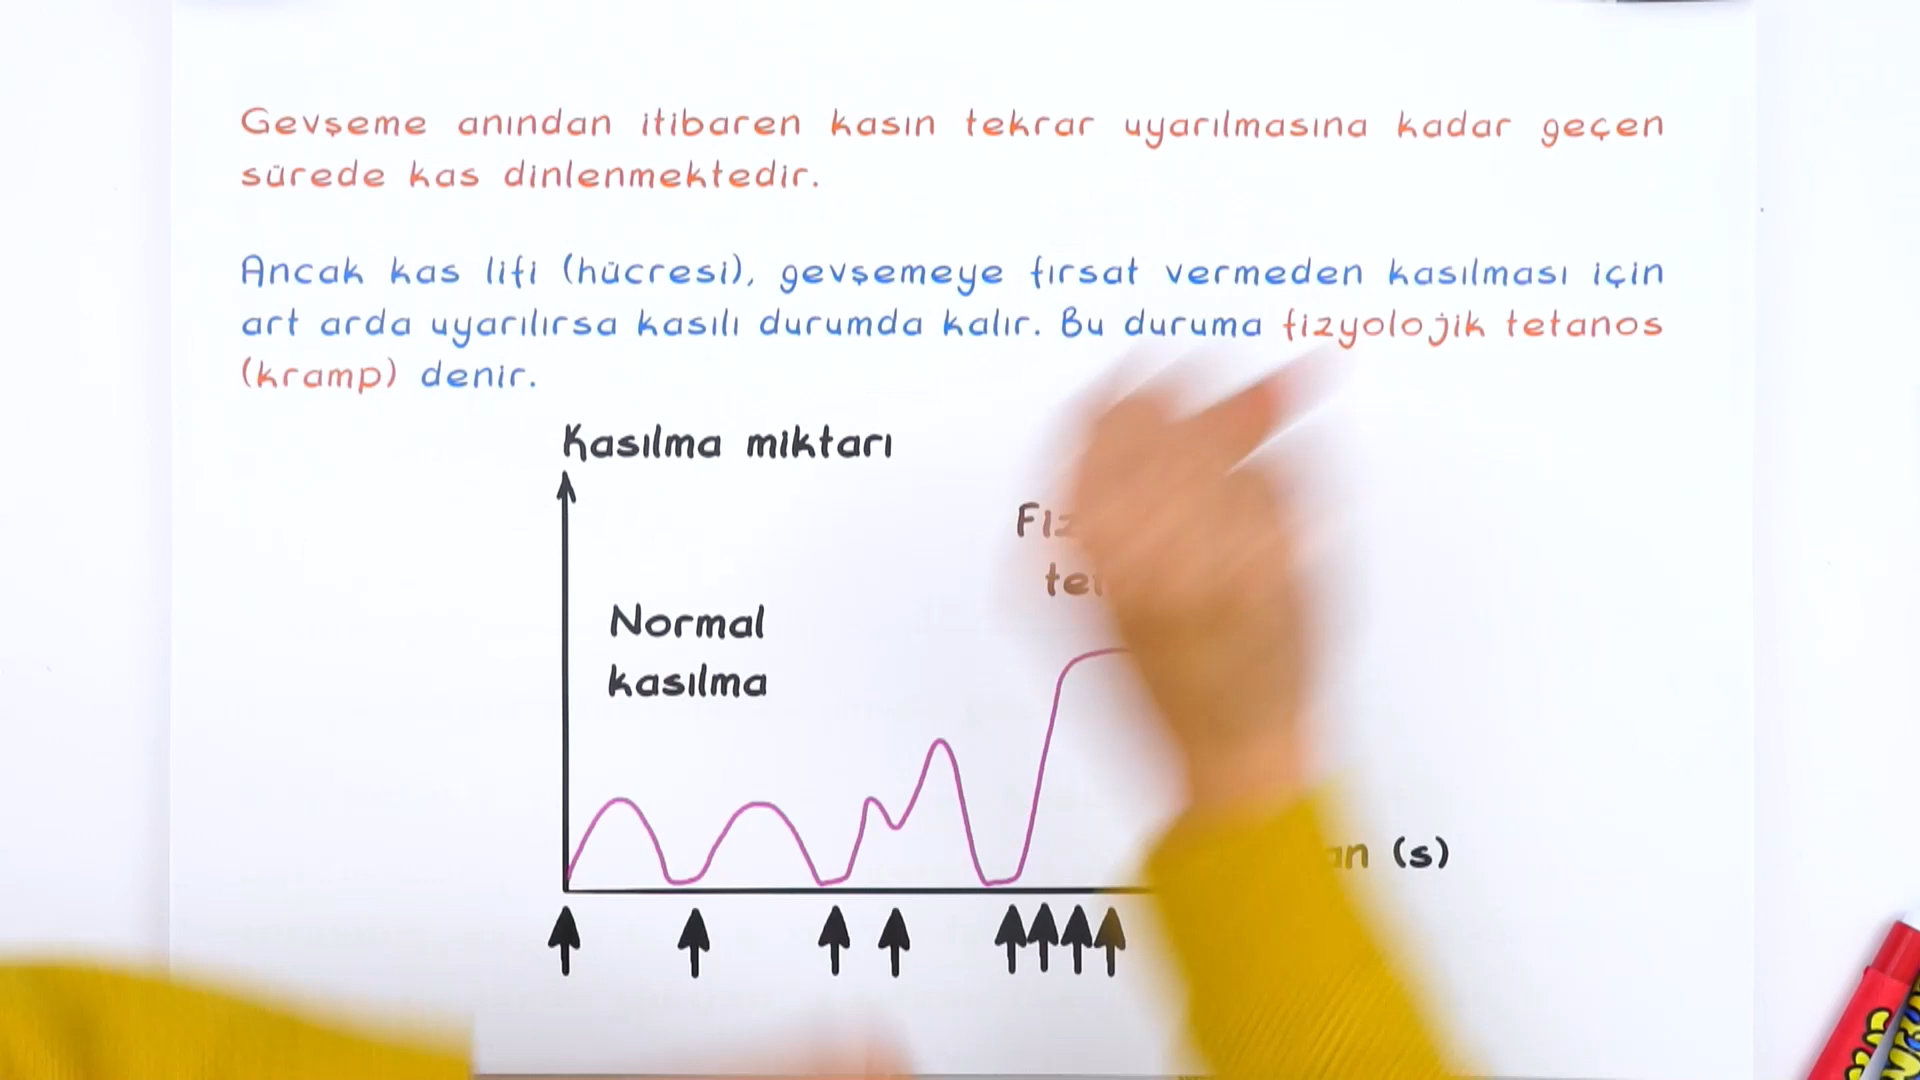 Gevşeme anından itibaren kasın tekrar uyarılmasına kadar geçen
sürede kas dinlenmektedir.
Ancak kas lifi (hücresi), gevşemeye fırsat vermeden kasılması için
art arda uyarılırsa kasılı durumda kalır. Bu duruma fizyolojik tetanos
(kramp) denir.
Kasılma miktarı
Normal
kasılma
(s)